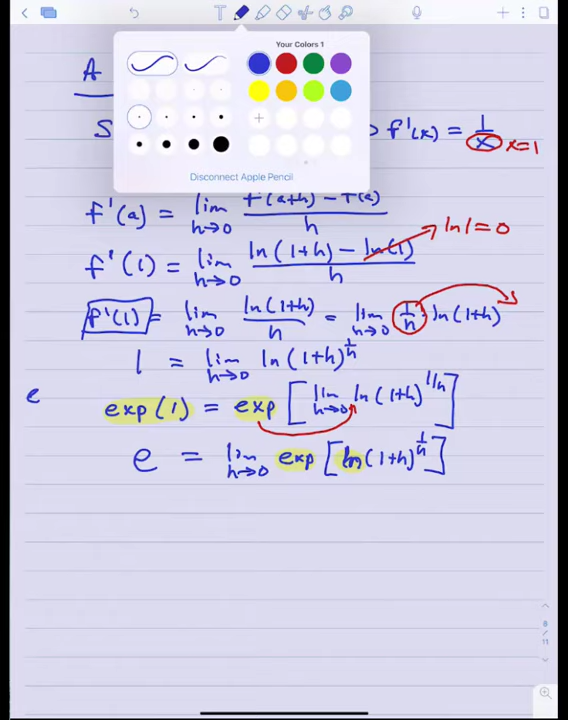 Your Colors 1
A
S
f'(x) = 1/x x=1
Disconnect Apple Pencil
f'(a) = lim h→0 f(a+h) - f(a) / h
f'(1) = lim h→0 ln(1+h) - ln(1) / h ln1=0
f'(1) = lim h→0 ln(1+h) / h = lim h→0 1/h · ln(1+h)
1 = lim h→0 ln(1+h)^1/h
e
exp(1) = exp [ lim h→0 ln(1+h)^1/h ]
e = lim h→0 exp [ ln(1+h)^1/h ]
8/11